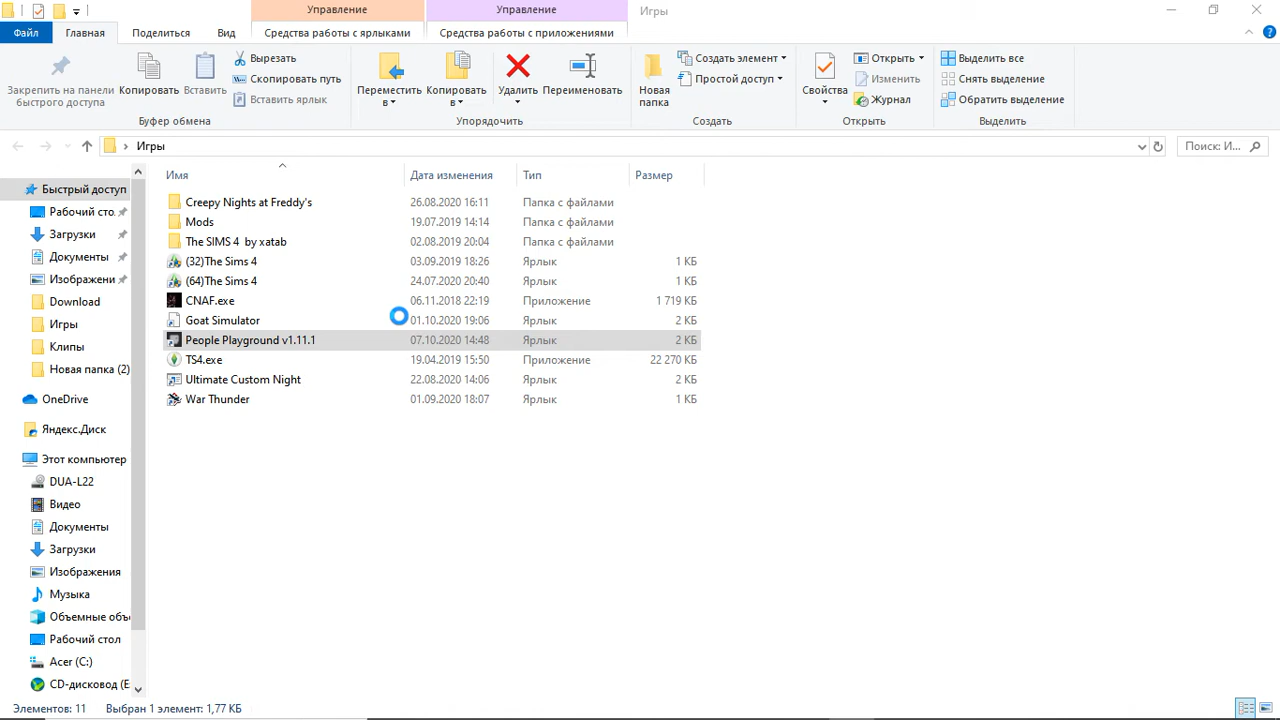 Управление
Управление
Игры
Файл
Главная
Поделиться
Вид
Средства работы с ярлыками
Средства работы с приложениями
Закрепить на панели быстрого доступа
Копировать
Вставить
Вырезать
Скопировать путь
Вставить ярлык
Буфер обмена
Переместить в
Копировать в
Удалить
Переименовать
Упорядочить
Новая папка
Создать элемент
Простой доступ
Создать
Свойства
Открыть
Изменить
Журнал
Открыть
Выделить все
Снять выделение
Обратить выделение
Выделить
Игры
Поиск: И...
Имя
Дата изменения
Тип
Размер
Creepy Nights at Freddy's 26.08.2020 16:11 Папка с файлами
Mods 19.07.2020 14:14 Папка с файлами
The SIMS 4 by xatab 02.08.2019 20:04 Папка с файлами
(32)The Sims 4 03.09.2019 18:26 Ярлык 1 КБ
(64)The Sims 4 24.07.2020 20:40 Ярлык 1 КБ
CNAF.exe 06.11.2018 22:19 Приложение 1 719 КБ
Goat Simulator 01.10.2020 19:06 Ярлык 2 КБ
People Playground v1.11.1 07.10.2020 14:48 Ярлык 2 КБ
TS4.exe 19.04.2019 15:50 Приложение 22 270 КБ
Ultimate Custom Night 22.08.2020 14:06 Ярлык 2 КБ
War Thunder 01.09.2020 18:07 Ярлык 1 КБ
Быстрый доступ
Рабочий сто
Загрузки
Документы
Изображени
Download
Игры
Клипы
Новая папка (2)
OneDrive
Яндекс.Диск
Этот компьютер
DUA-L22
Видео
Документы
Загрузки
Изображения
Музыка
Объемные объ
Рабочий стол
Acer (C:)
CD-дисковод (E
Элементов: 11
Выбран 1 элемент: 1,77 КБ